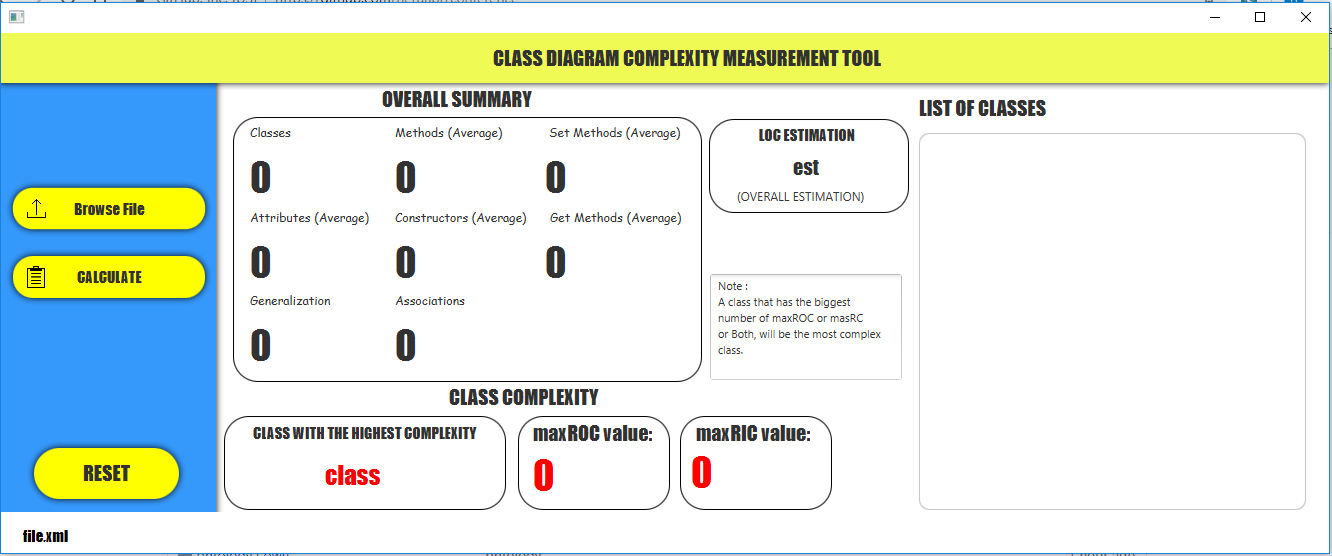 CLASS DIAGRAM COMPLEXITY MEASUREMENT TOOL
Browse File
CALCULATE
RESET
file.xml
OVERALL SUMMARY
Classes
0
Methods (Average)
0
Set Methods (Average)
0
Attributes (Average)
0
Constructors (Average)
0
Get Methods (Average)
0
Generalization
0
Associations
0
LOC ESTIMATION
est
(OVERALL ESTIMATION)
Note :
A class that has the biggest
number of maxROC or masRC
or Both, will be the most complex
class.
CLASS COMPLEXITY
CLASS WITH THE HIGHEST COMPLEXITY
class
maxROC value:
0
maxRIC value:
0
LIST OF CLASSES